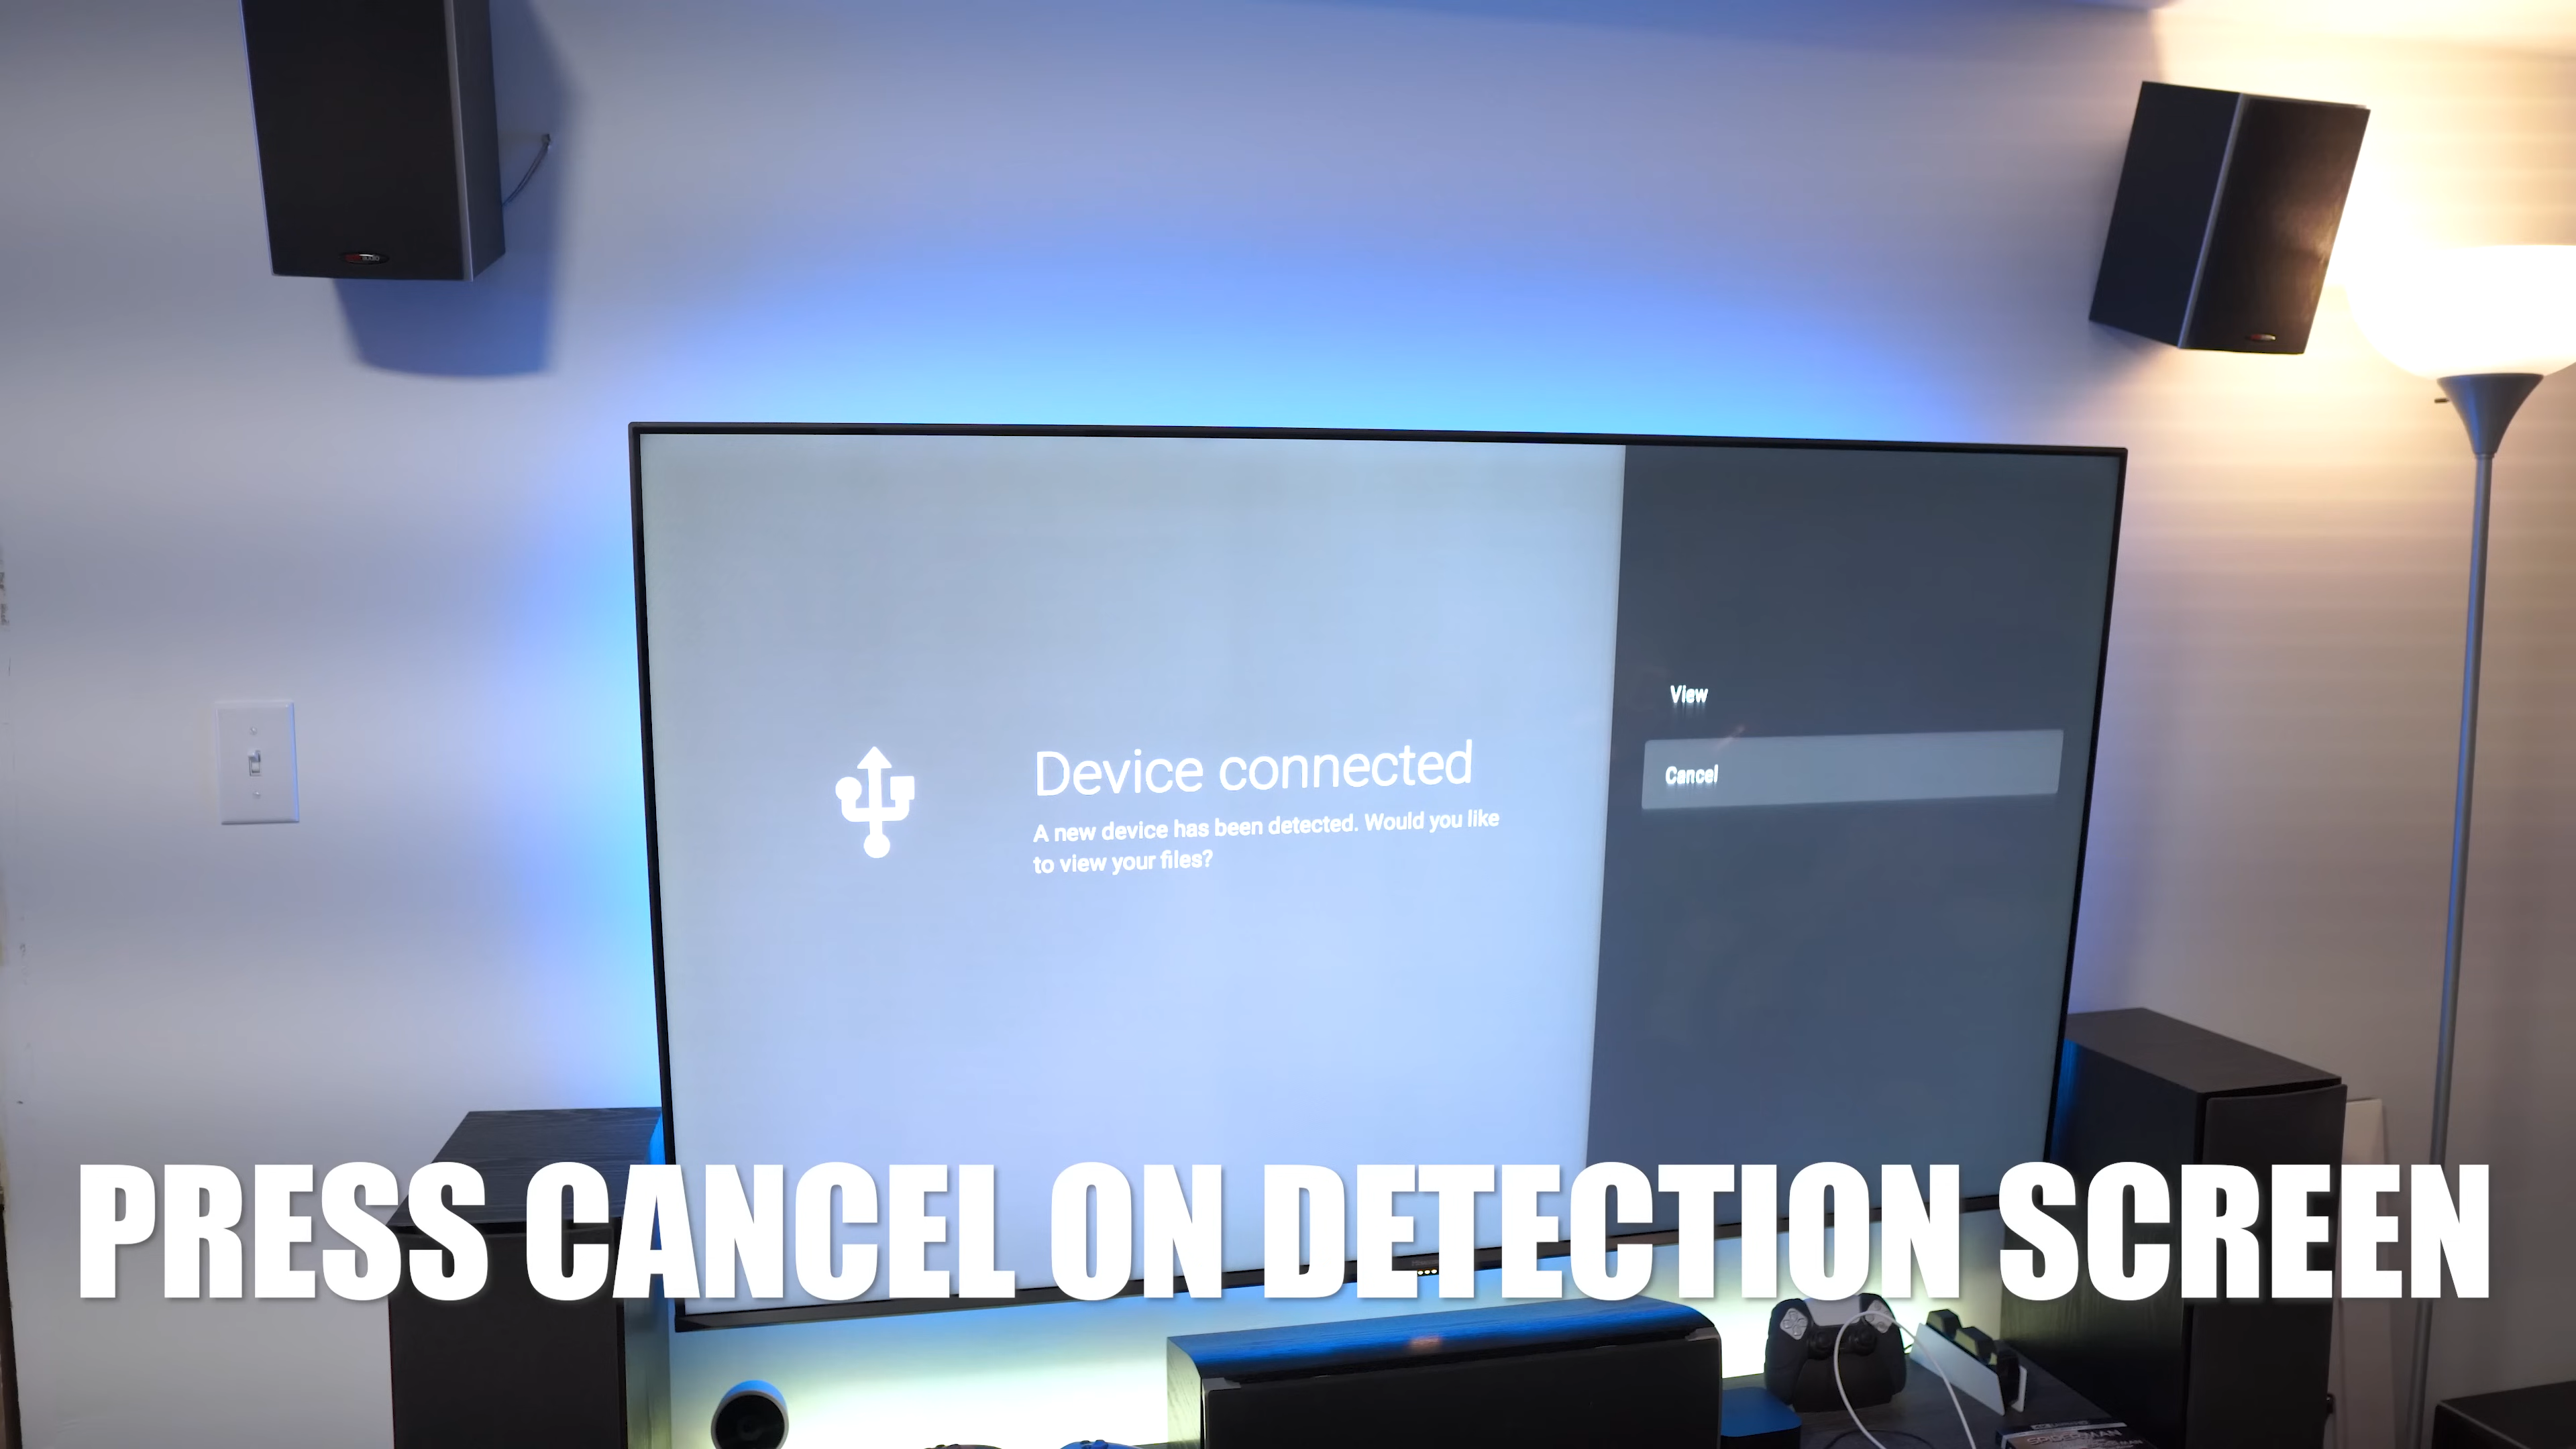 Device connected
A new device has been detected. Would you like
to view your files?
View
Cancel
PRESS CANCEL ON DETECTION SCREEN